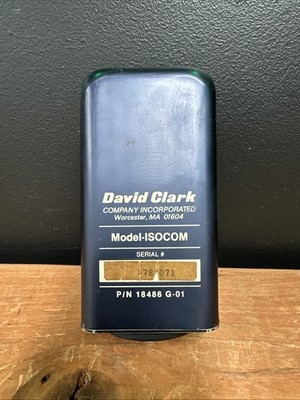 David Clark
COMPANY INCORPORATED
Worcester, MA 01604
Model-ISOCOM
SERIAL #
P/N 18486 G-01